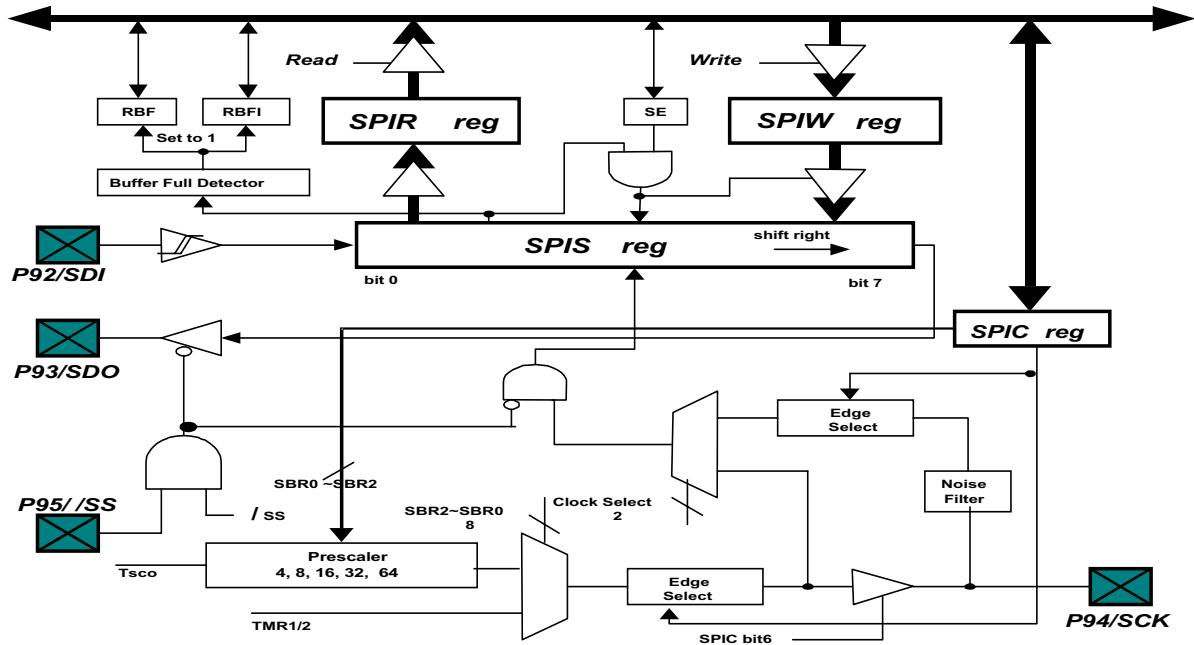 Read
Write
RBF
RBFI
SPIR reg
SE
SPIW reg
Set to 1
Buffer Full Detector
SPIS reg
shift right
P92/SDI
bit 0
bit 7
SPIC reg
P93/SDO
Edge
Select
SBR0 ~SBR2
Noise
Filter
P95/ /SS
/ SS
Clock Select
2
SBR2~SBR0
8
Prescaler
4, 8, 16, 32, 64
Tsco
Edge
Select
TMR1/2
SPIC bit6
P94/SCK